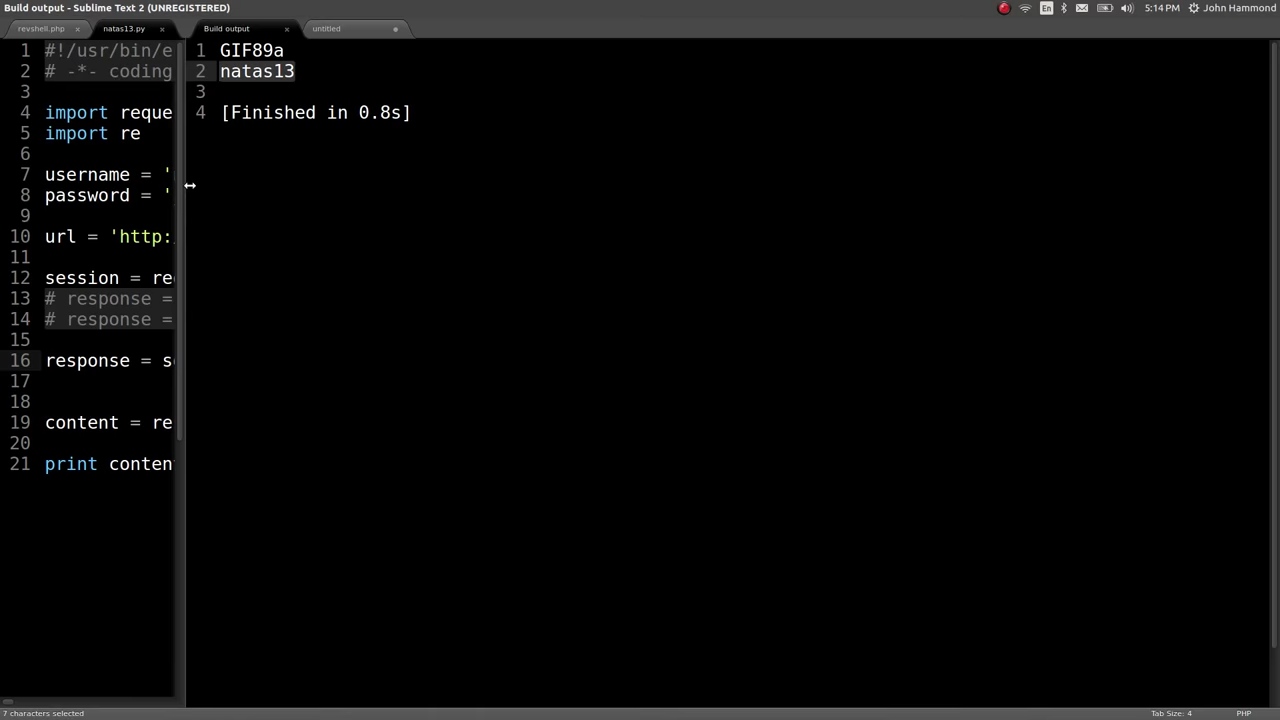 Build output - Sublime Text 2 (UNREGISTERED)
En
5:14 PM
John Hammond
revshell.php
natas13.py
Build output
untitled
1 #!/usr/bin/e
2 # -*- coding
3
4 import reque
5 import re
6
7 username = '
8 password = '
9
10 url = 'http:
11
12 session = re
13 # response =
14 # response =
15
16 response = s
17
18
19 content = re
20
21 print conten
1 GIF89a
2 natas13
3
4 [Finished in 0.8s]
7 characters selected
Tab Size: 4
PHP